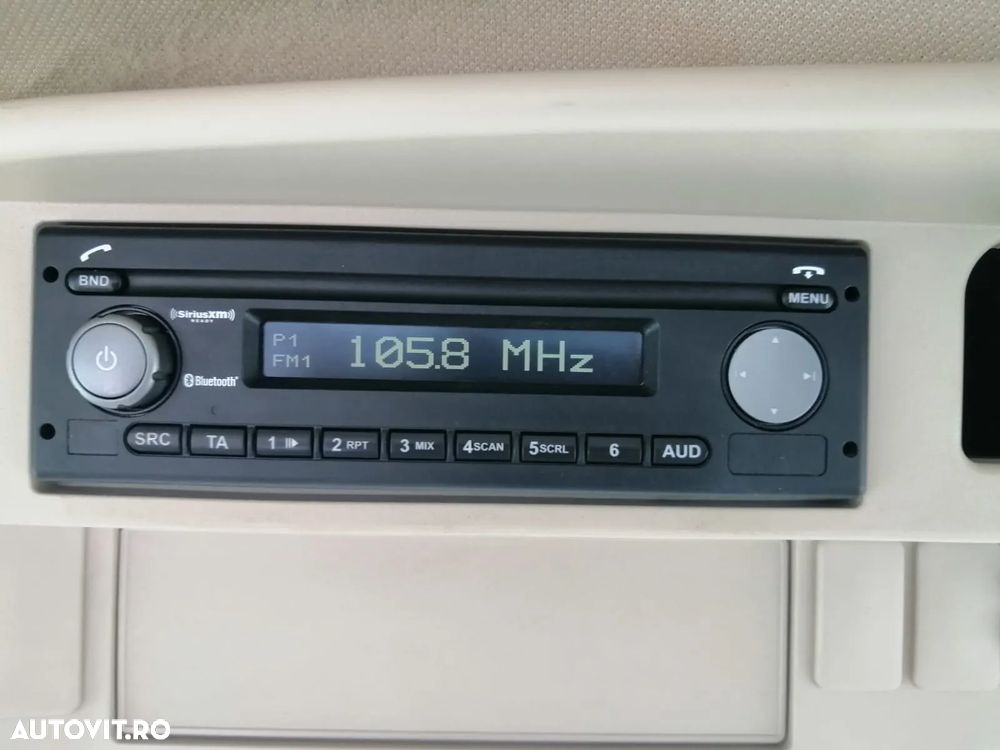 BND
MENU
SiriusXM
READY
Bluetooth
P1
FM1
105.8 MHz
SRC
TA
1
2 RPT
3 MIX
4 SCAN
5 SCRL
6
AUD
AUTOVIT.RO